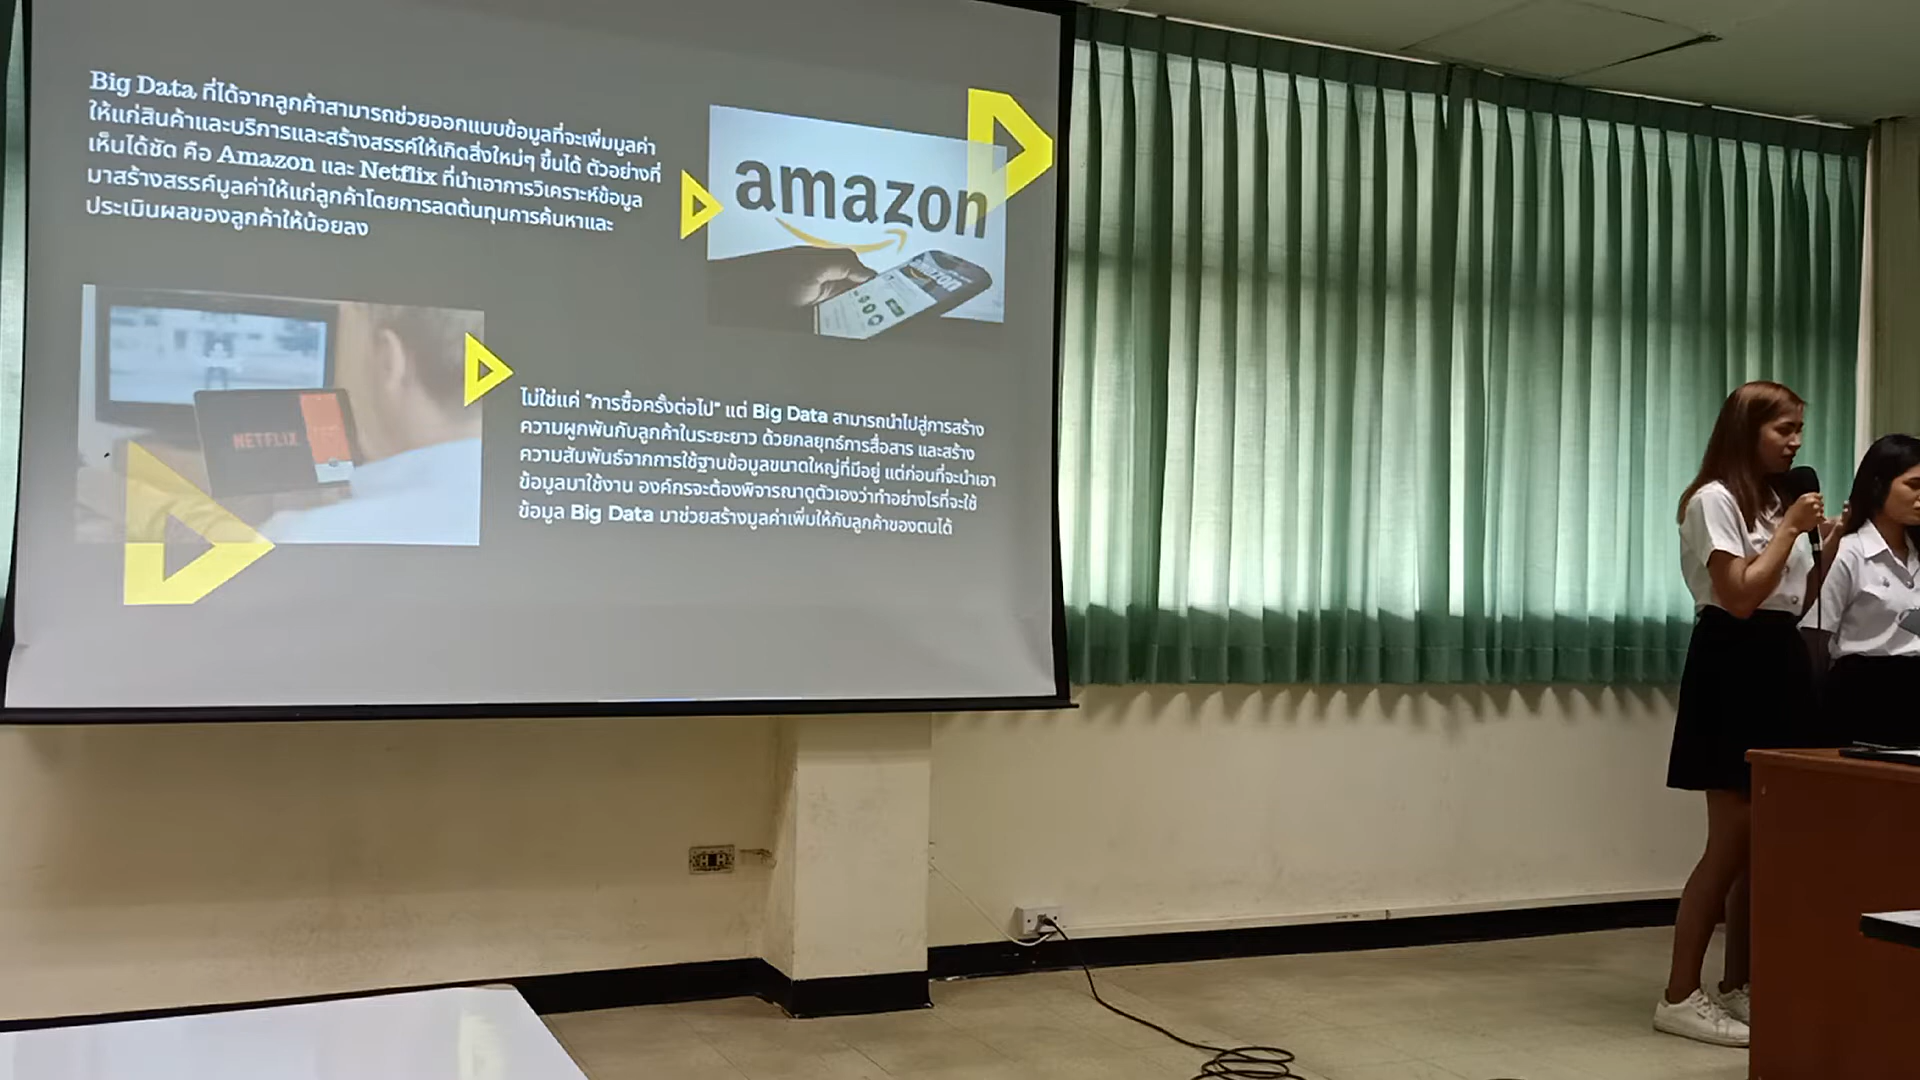 Big Data ที่ได้จากลูกค้าสามารถช่วยออกแบบข้อมูลที่จะเพิ่มมูลค่า
ให้แก่สินค้าและบริการและสร้างสรรค์ให้เกิดสิ่งใหม่ๆ ขึ้นได้ ตัวอย่างที่
เห็นได้ชัด คือ Amazon และ Netflix ที่นำเอาการวิเคราะห์ข้อมูล
มาสร้างสรรค์มูลค่าให้แก่ลูกค้าโดยการลดต้นทุนการค้นหาและ
ประเมินผลของลูกค้าให้น้อยลง
amazon
amazon
NETFLIX
ไม่ใช่แค่ "การซื้อครั้งต่อไป" แต่ Big Data สามารถนำไปสู่การสร้าง
ความผูกพันกับลูกค้าในระยะยาว ด้วยกลยุทธ์การสื่อสาร และสร้าง
ความสัมพันธ์จากการใช้ฐานข้อมูลขนาดใหญ่ที่มีอยู่ แต่ก่อนที่จะนำเอา
ข้อมูลมาใช้งาน องค์กรจะต้องพิจารณาดูตัวเองว่าทำอย่างไรที่จะใช้
ข้อมูล Big Data มาช่วยสร้างมูลค่าเพิ่มให้กับลูกค้าของตนได้